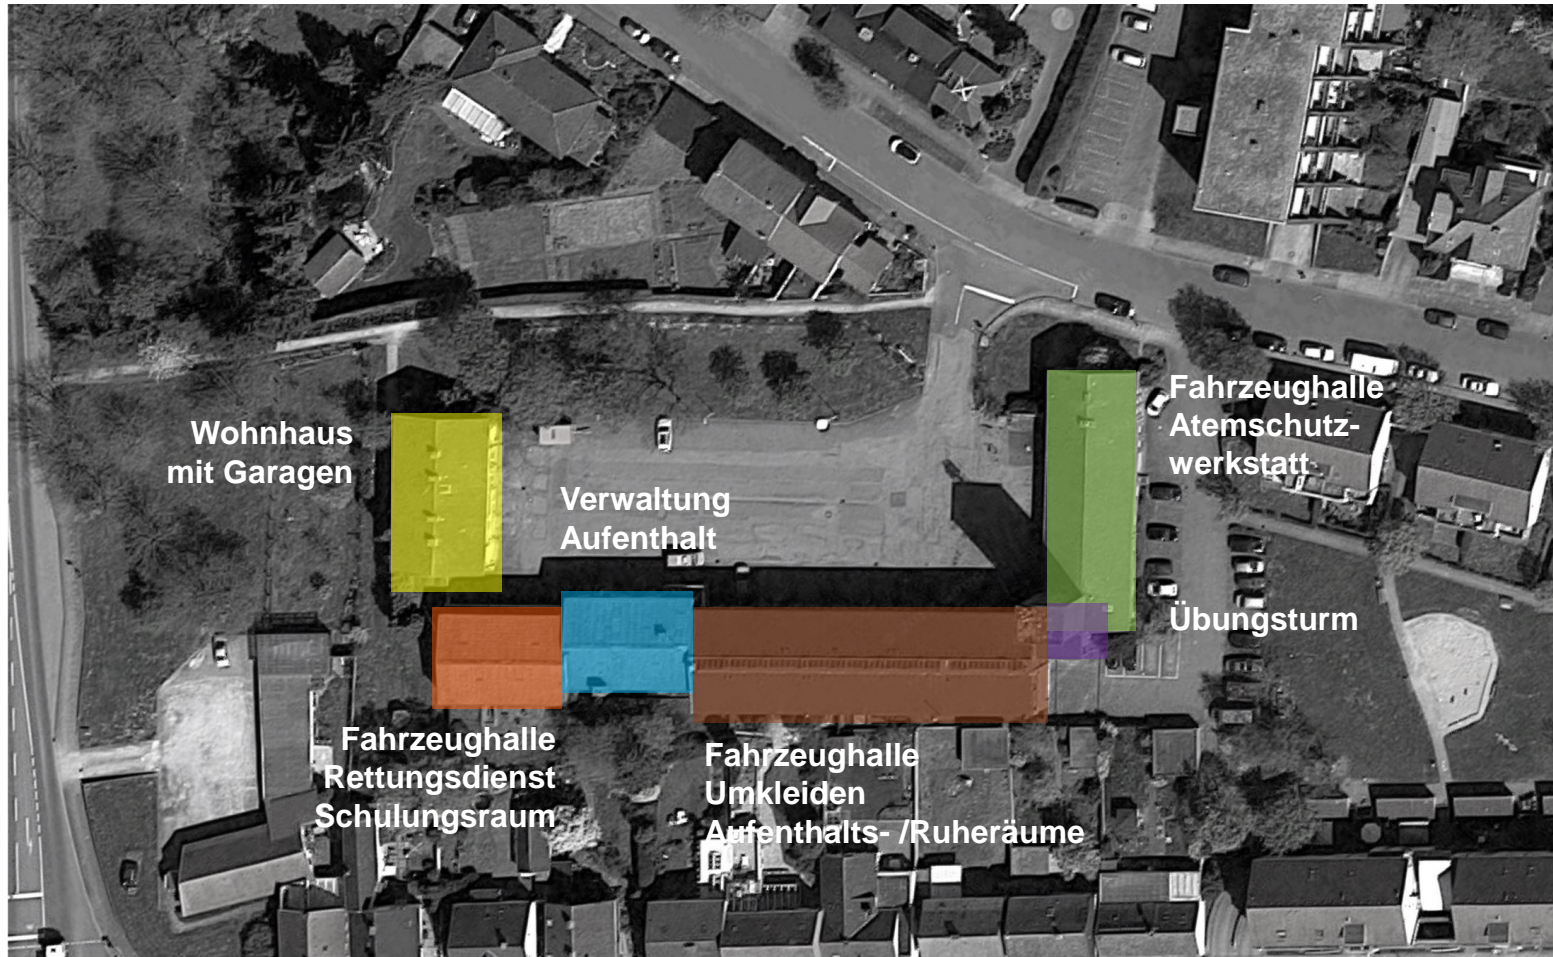 Wohnhaus
mit Garagen
Verwaltung
Aufenthalt
Fahrzeughalle
Atemschutz-
werkstatt
Übungsturm
Fahrzeughalle
Rettungsdienst
Schulungsraum
Fahrzeughalle
Umkleiden
Aufenthalts- /Ruheräume